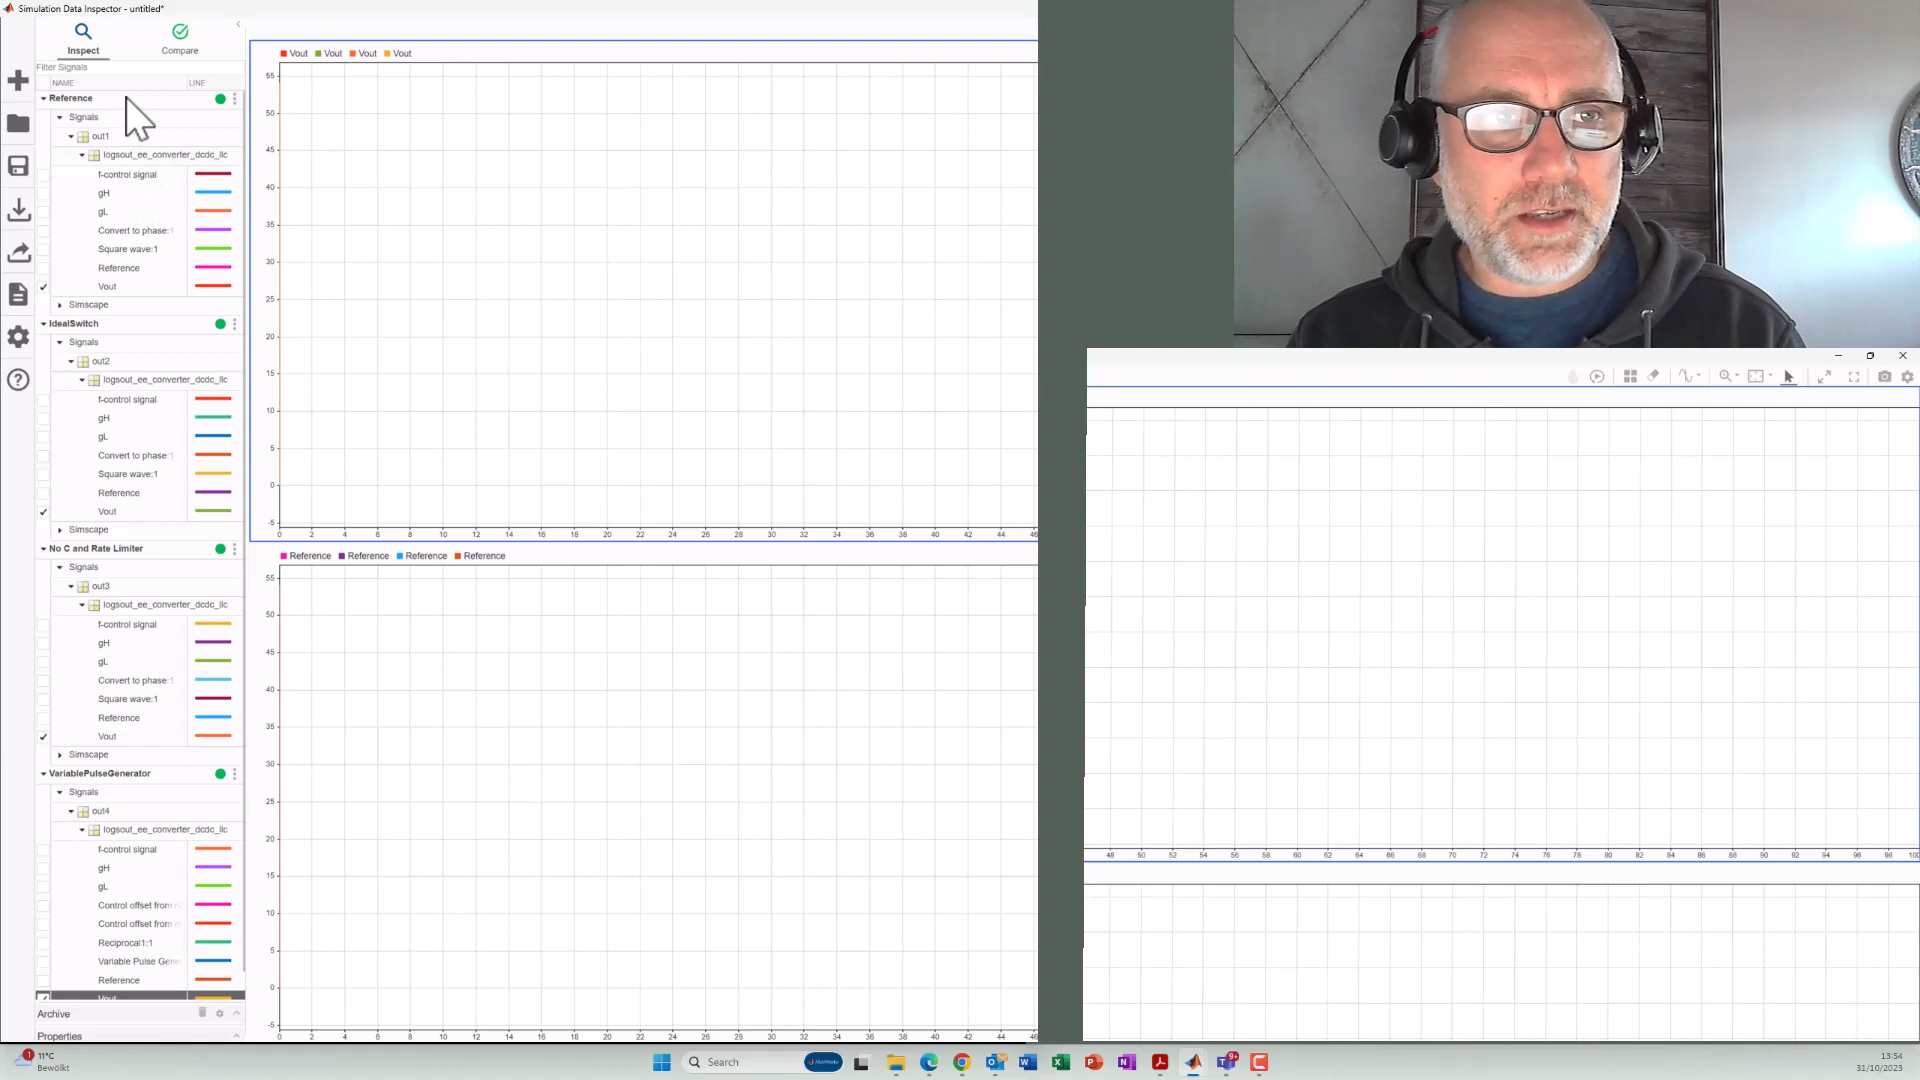 Simulation Data Inspector - untitled*
Inspect
Compare
Filter Signals
NAME
LINE
Reference
Signals
out1
logsout_ee_converter_dcdc_llc
f-control signal
gH
gL
Convert to phase:1
Square wave:1
Reference
Vout
Simscape
IdealSwitch
Signals
out2
logsout_ee_converter_dcdc_llc
f-control signal
gH
gL
Convert to phase:1
Square wave:1
Reference
Vout
Simscape
No C and Rate Limiter
Signals
out3
logsout_ee_converter_dcdc_llc
f-control signal
gH
gL
Convert to phase:1
Square wave:1
Reference
Vout
Simscape
VariablePulseGenerator
Signals
out4
logsout_ee_converter_dcdc_llc
f-control signal
gH
gL
Control offset from
Control offset from
Reciprocal1:1
Variable Pulse Gen
Reference
Vout
Archive
Properties
Vout Vout Vout Vout
55
50
45
40
35
30
25
20
15
10
5
0
-5
0 2 4 6 8 10 12 14 16 18 20 22 24 26 28 30 32 34 36 38 40 42 44 46
Reference Reference Reference Reference
55
50
45
40
35
30
25
20
15
10
5
0
-5
0 2 4 6 8 10 12 14 16 18 20 22 24 26 28 30 32 34 36 38 40 42 44 46
48 50 52 54 56 58 60 62 64 66 68 70 72 74 76 78 80 82 84 86 88 90 92 94 96 98 100
1
11°C
Bewölkt
Search
MathWorks
9+
13:54
31/10/2023